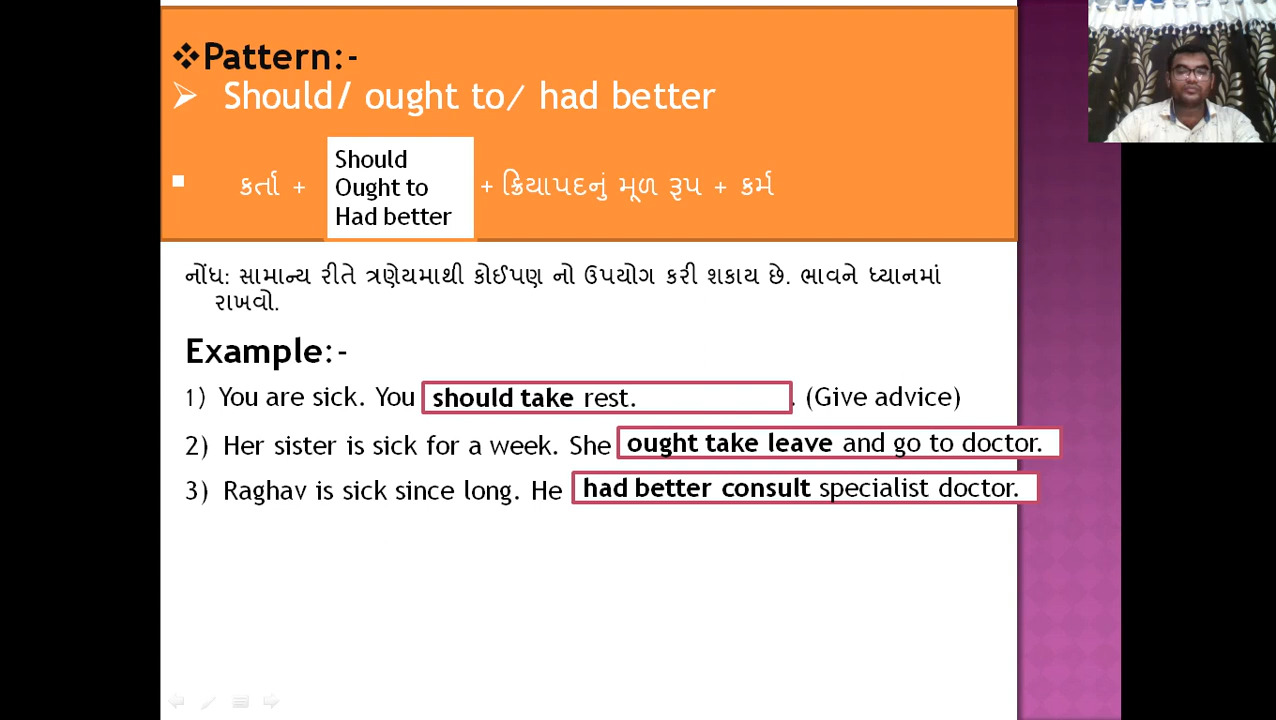 ❖Pattern:-
➢ Should/ ought to/ had better
Should
▪ કર્તા + Ought to + ક્રિયાપદનું મૂળ રૂપ + કર્મ
Had better
નોંધ: સામાન્ય રીતે ત્રણેયમાથી કોઈપણ નો ઉપયોગ કરી શકાય છે. ભાવને ધ્યાનમાં
રાખવો.
Example:-
1) You are sick. You should take rest. . (Give advice)
2) Her sister is sick for a week. She ought take leave and go to doctor.
3) Raghav is sick since long. He had better consult specialist doctor.